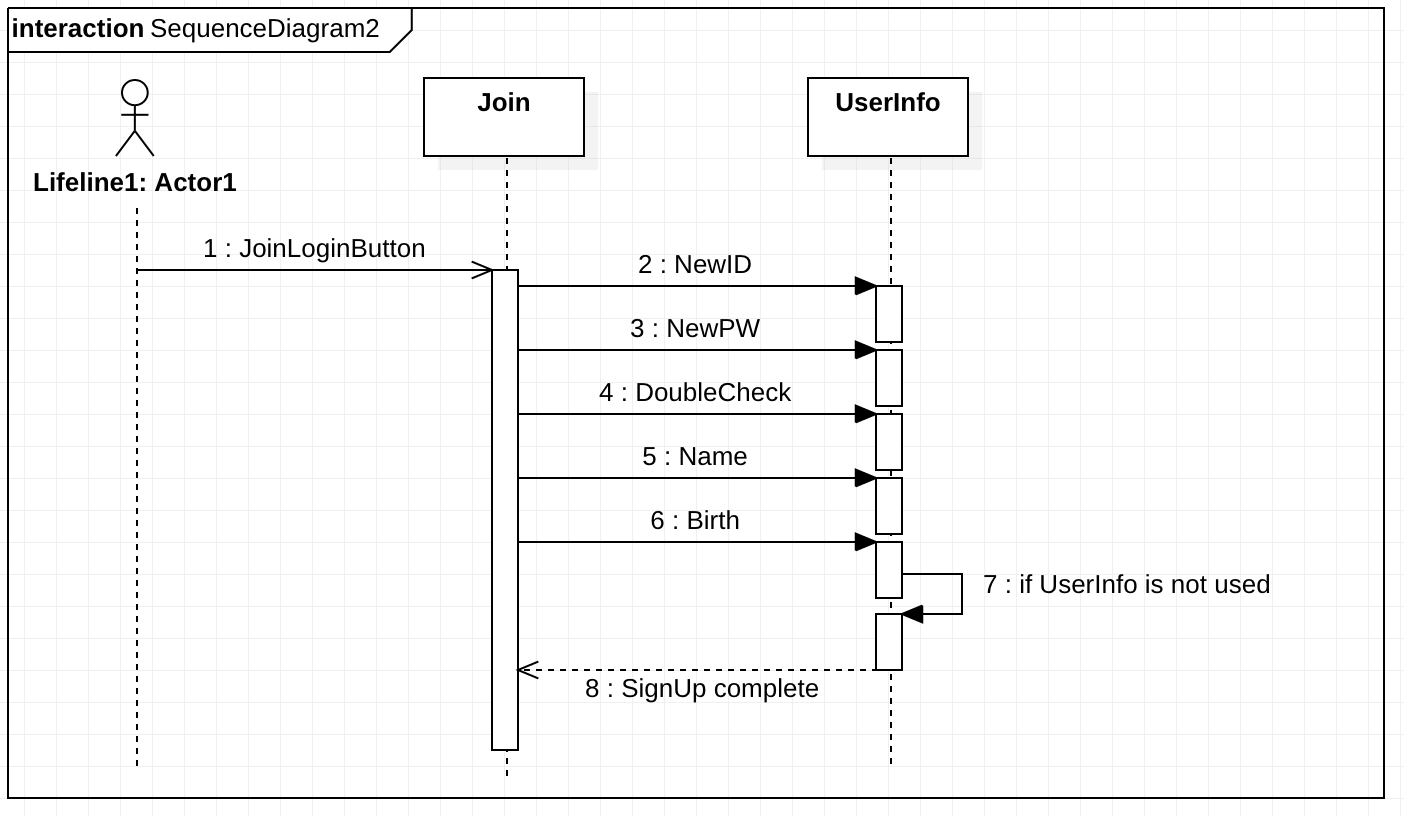 interaction SequenceDiagram2
Join
UserInfo
Lifeline1: Actor1
1 : JoinLoginButton
2 : NewID
3 : NewPW
4 : DoubleCheck
5 : Name
6 : Birth
7 : if UserInfo is not used
8 : SignUp complete